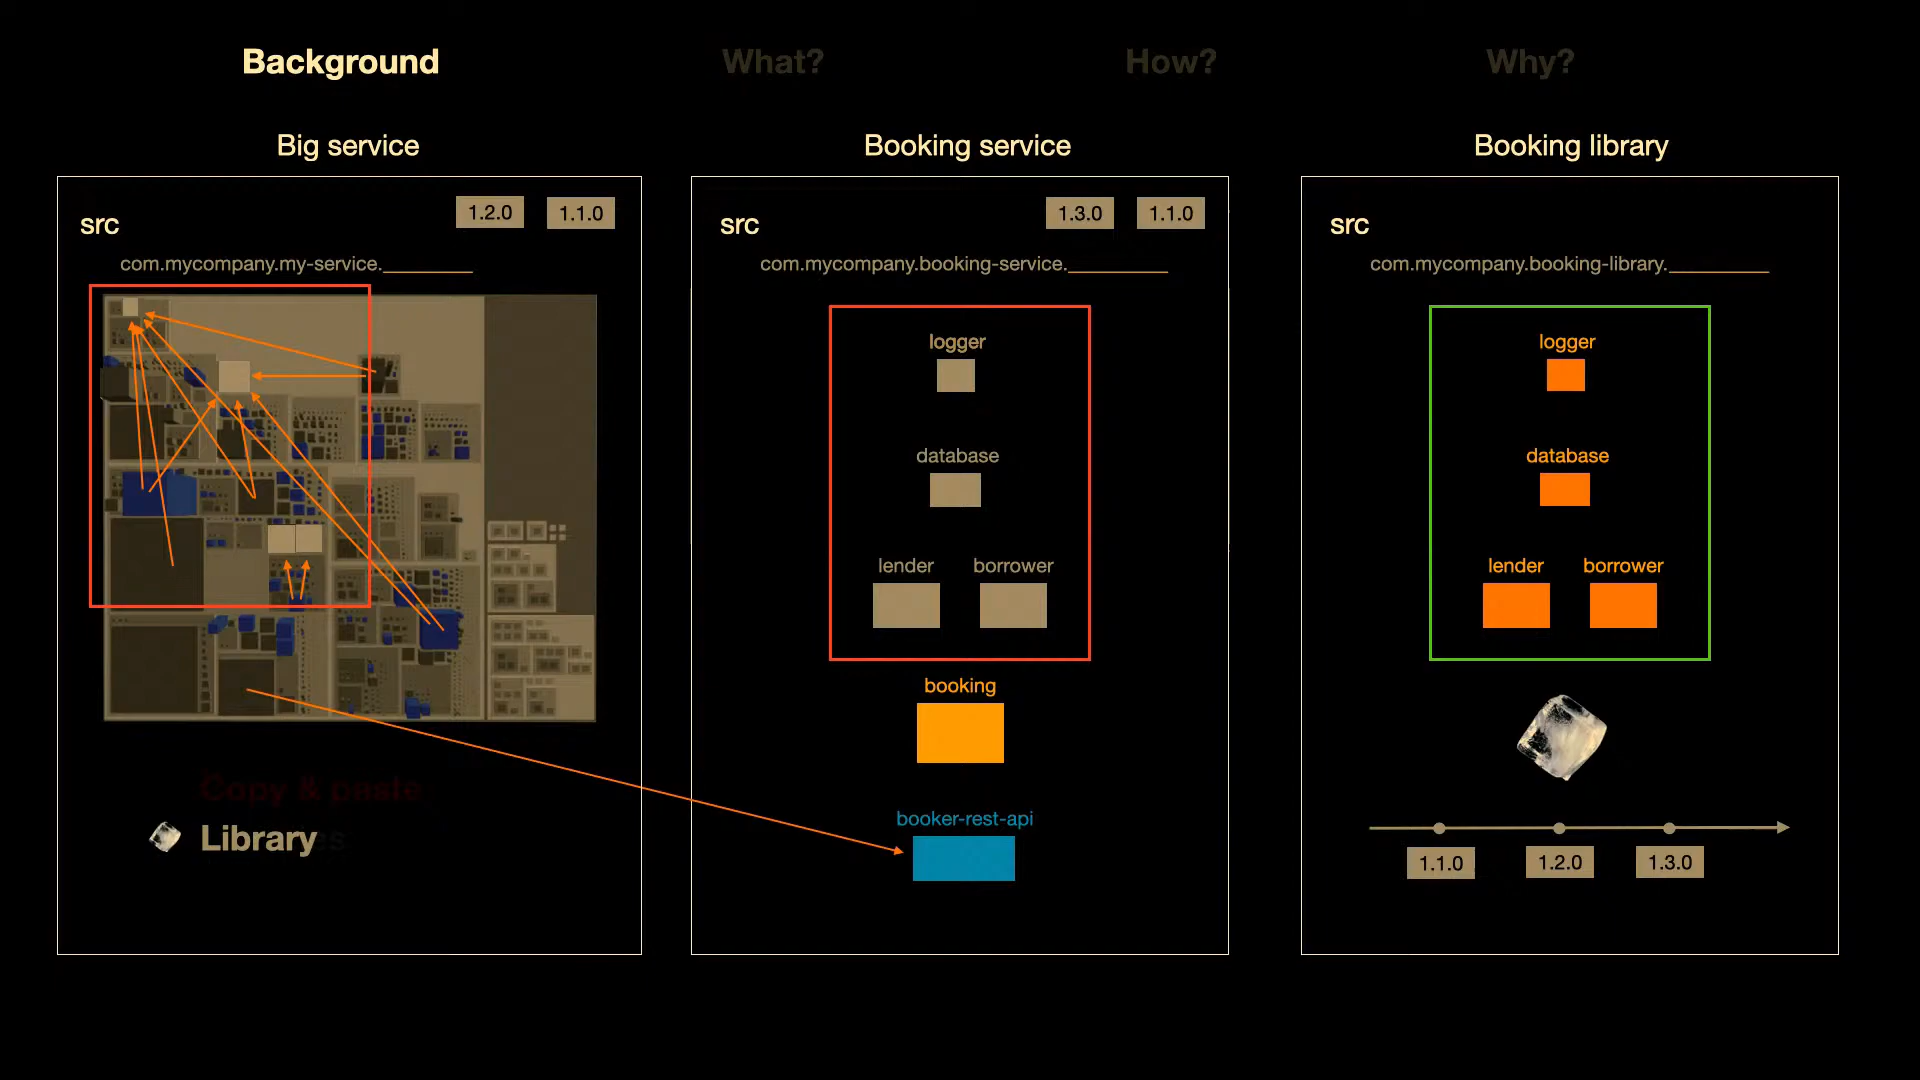 Background
What?
How?
Why?
Big service
1.2.0
1.1.0
src
com.mycompany.my-service.
Copy & paste
Library
Booking service
1.3.0
1.1.0
src
com.mycompany.booking-service.
logger
database
lender
borrower
booking
booker-rest-api
Booking library
src
com.mycompany.booking-library.
logger
database
lender
borrower
1.1.0
1.2.0
1.3.0